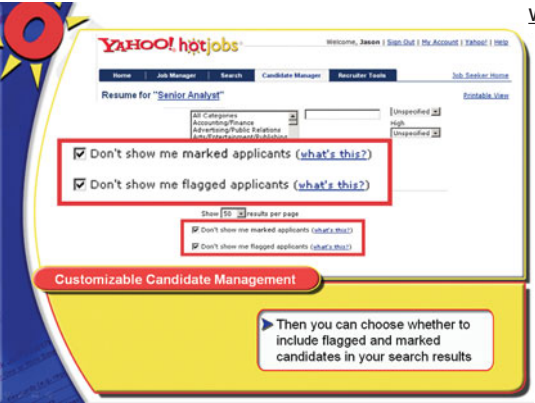 YAHOO! hotjobs
Welcome, Jason | Sign Out | My Account | Yahoo! | Help
Home | Job Manager | Search | Candidate Manager | Recruiter Tools
Job Seeker Home
Resume for "Senior Analyst"
Printable View
All Categories
Accounting/Finance
Advertising/Public Relations
Arts/Entertainment/Publishing
[Unspecified
High
[Unspecified
Don't show me marked applicants (what's this?)
Don't show me flagged applicants (what's this?)
Show 50 results per page
Don't show me marked applicants (what's this?)
Don't show me flagged applicants (what's this?)
Customizable Candidate Management
Then you can choose whether to
include flagged and marked
candidates in your search results